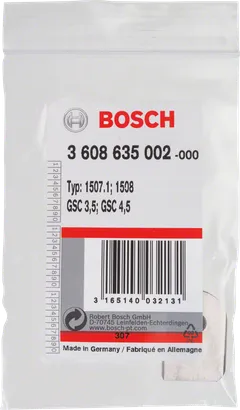 BOSCH
3 608 635 002 -000
Typ: 1507.1; 1508
GSC 3,5; GSC 4,5
3 165140 032131
Robert Bosch GmbH
D-70745 Leinfelden-Echterdingen
www.bosch-pt.com
307
Made in Germany / Fabriqué en Allemagne